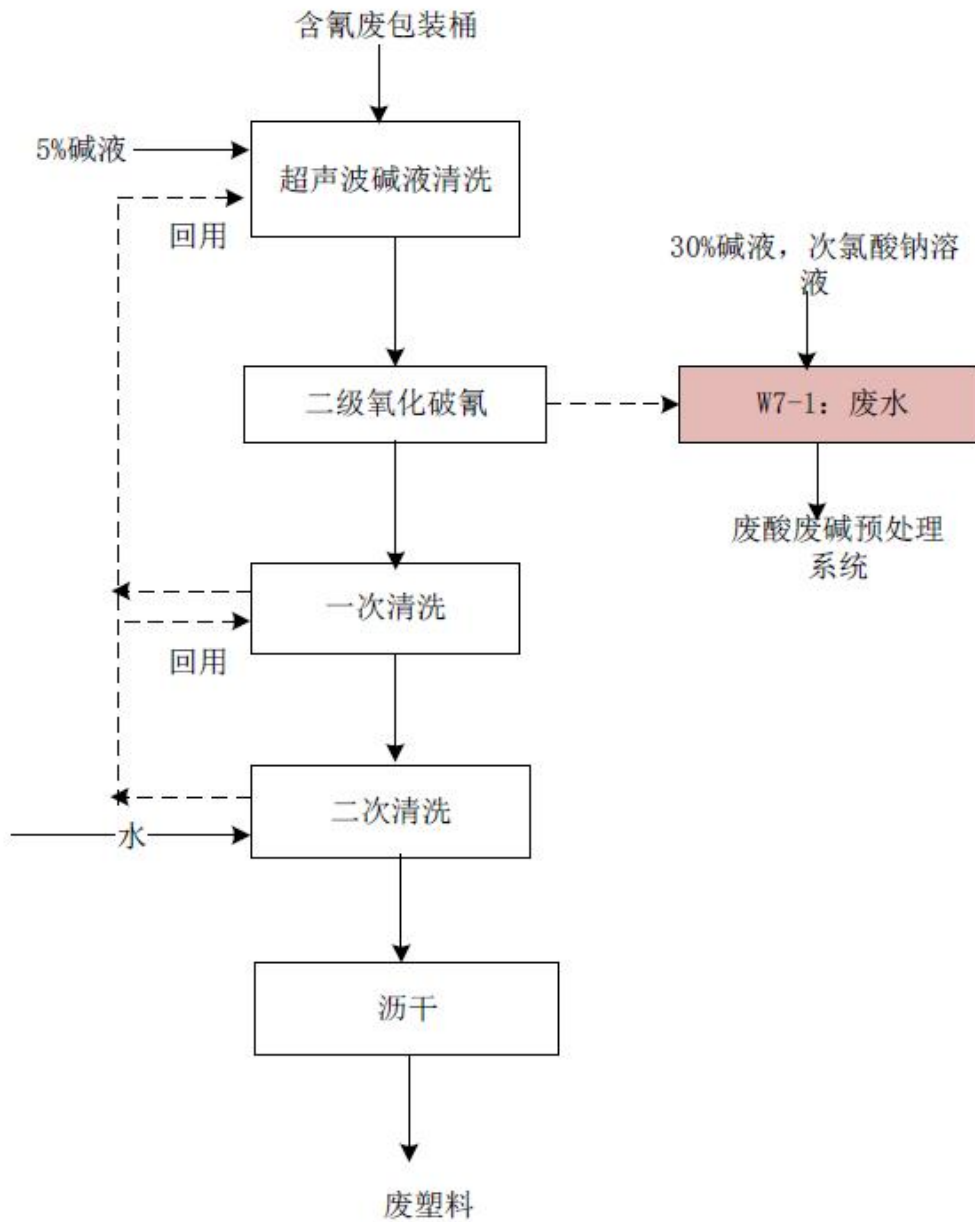 含氰废包装桶
5%碱液
超声波碱液清洗
回用
30%碱液，次氯酸钠溶
液
二级氧化破氰
W7-1：废水
废酸废碱预处理
系统
一次清洗
回用
二次清洗
水
沥干
废塑料